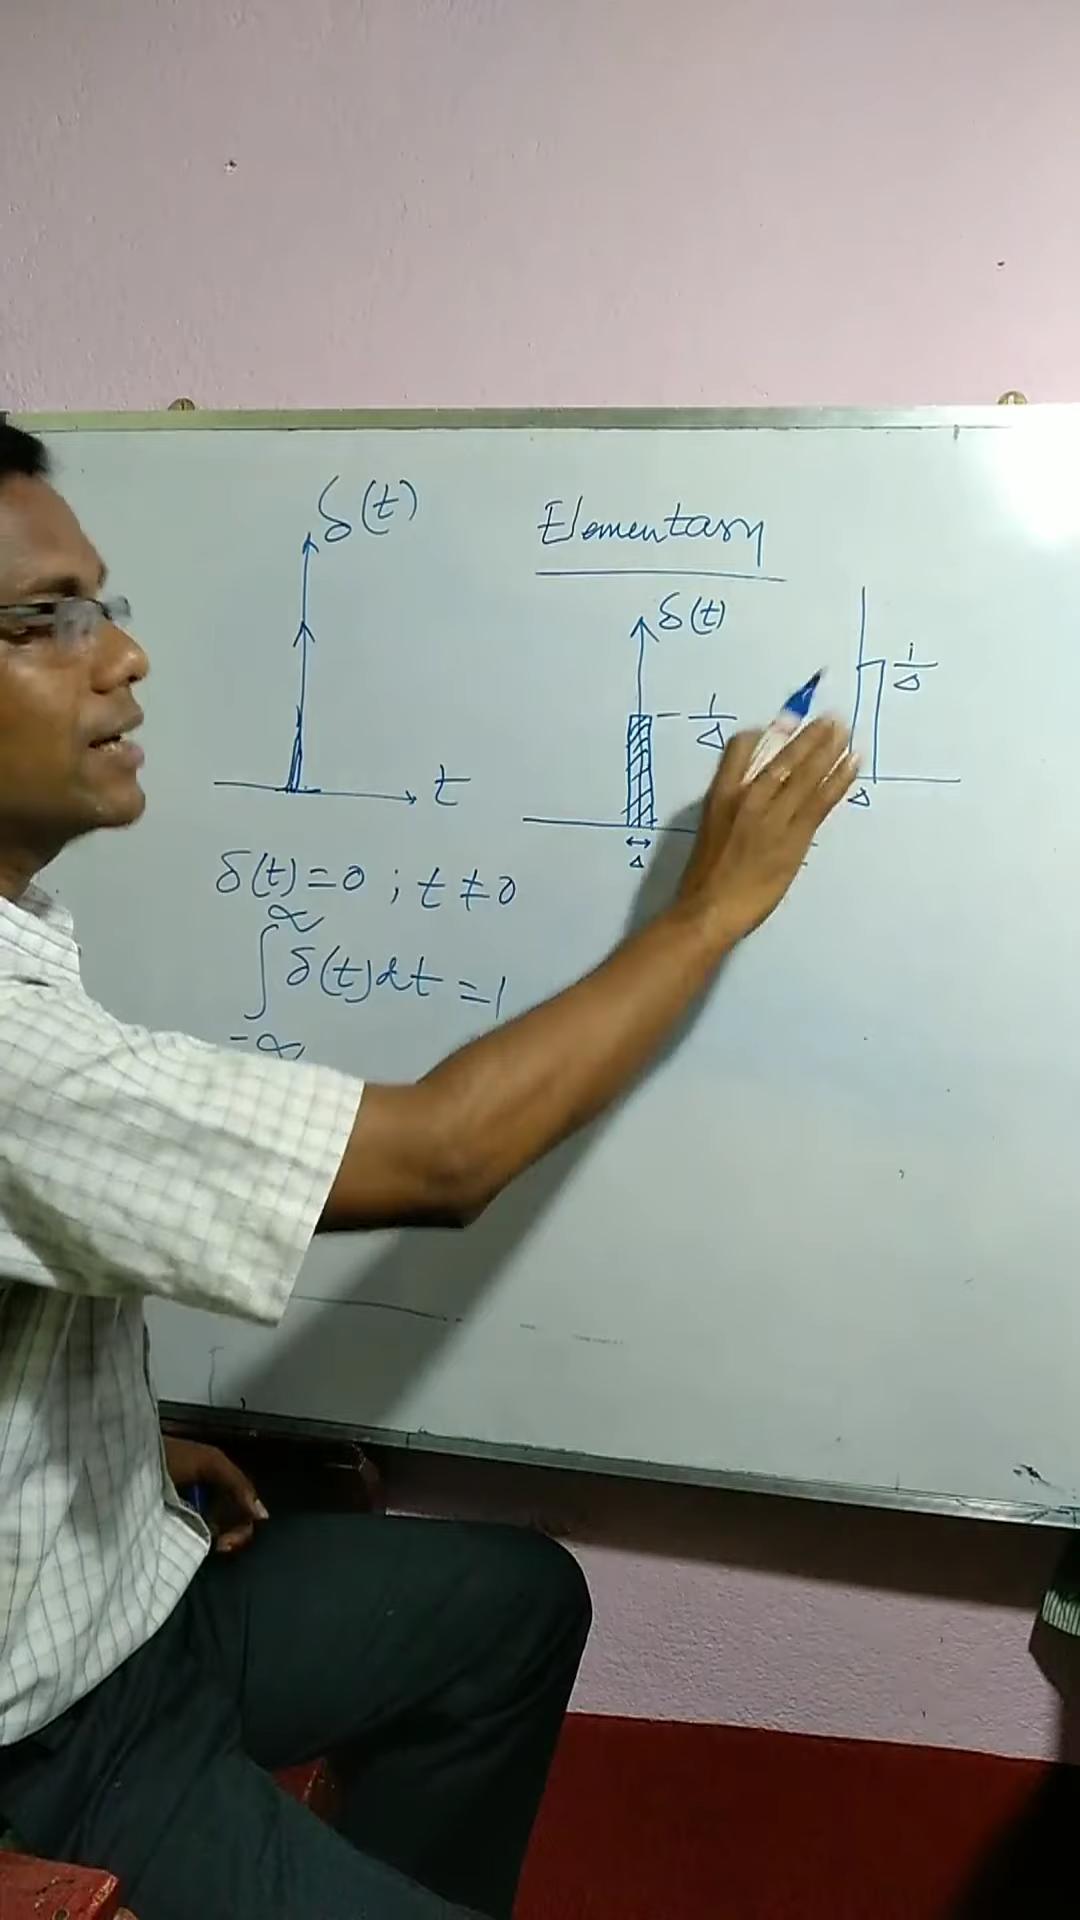 δ(t)
t
δ(t)=0 ; t≠0
∞
∫ δ(t)dt =1
-∞
Elementary
δ(t)
1/Δ
Δ
1/Δ
Δ